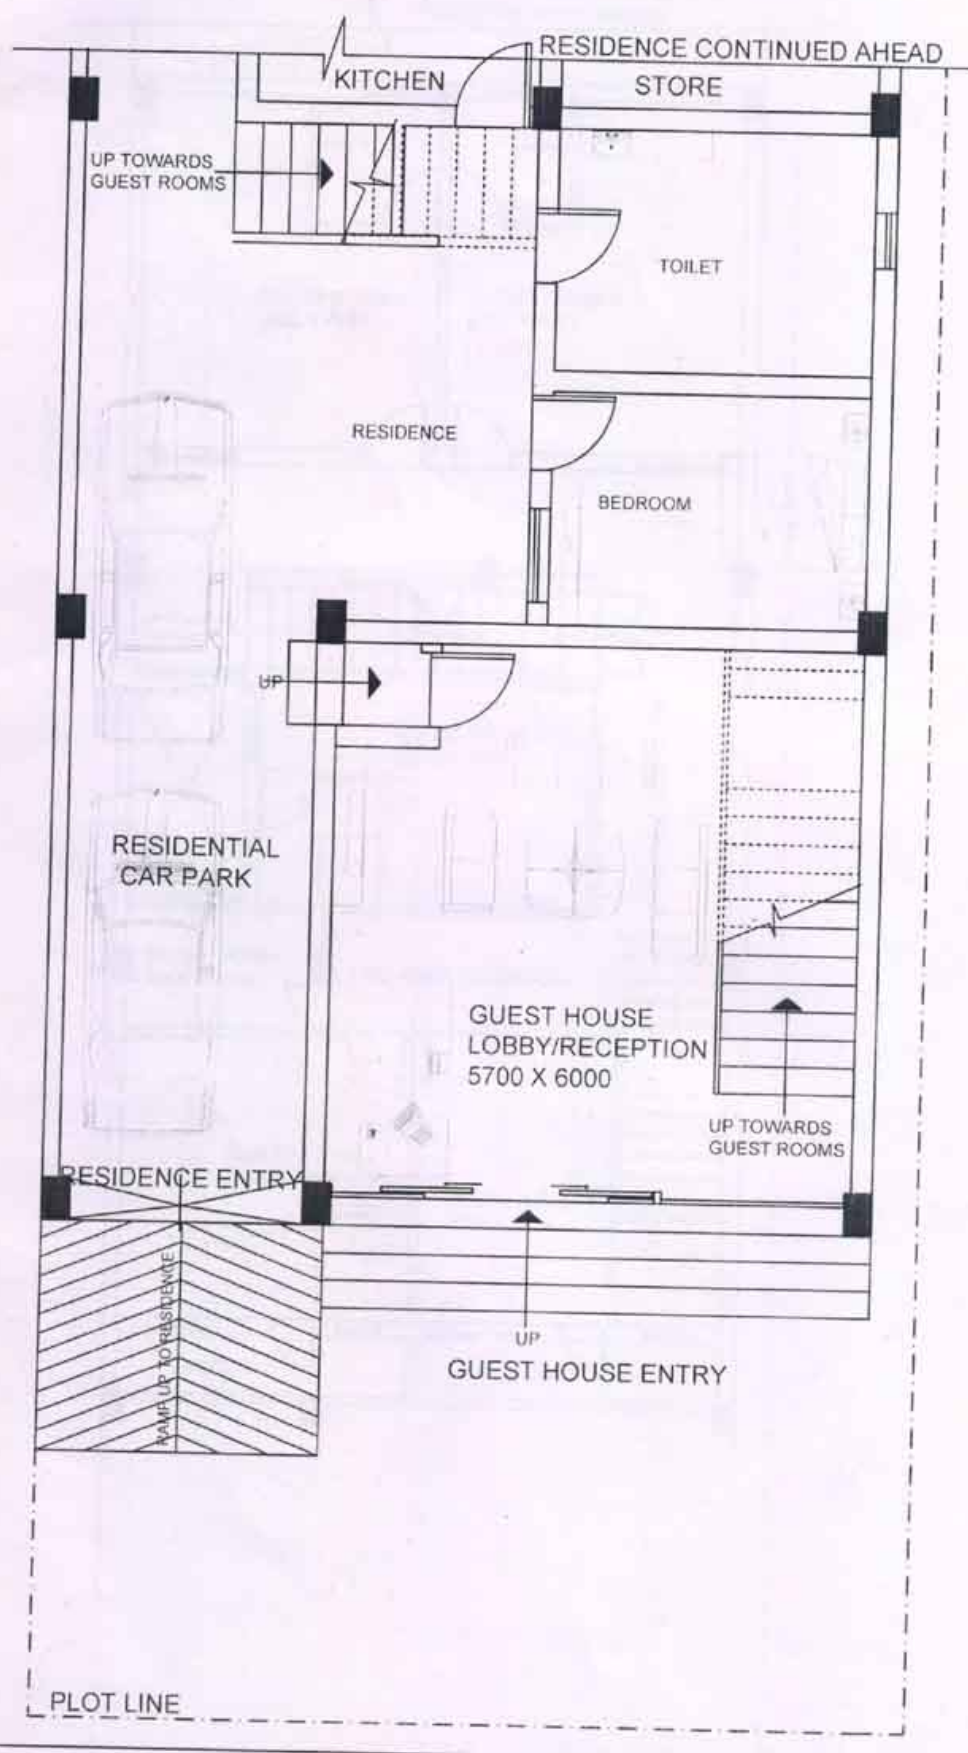 RESIDENCE CONTINUED AHEAD
KITCHEN
STORE
UP TOWARDS
GUEST ROOMS
TOILET
RESIDENCE
BEDROOM
UP
RESIDENTIAL
CAR PARK
GUEST HOUSE
LOBBY/RECEPTION
5700 X 6000
UP TOWARDS
GUEST ROOMS
RESIDENCE ENTRY
RAMP UP TO RESIDENCE
UP
GUEST HOUSE ENTRY
PLOT LINE